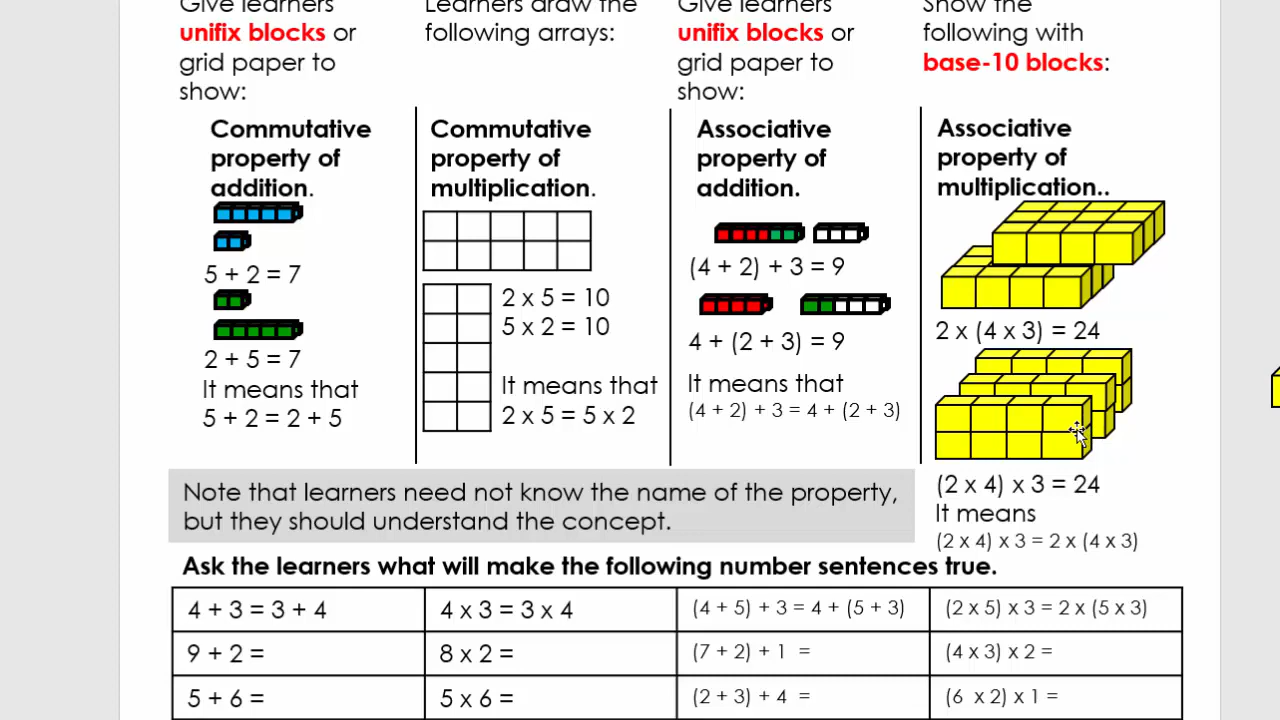 Give learners
unifix blocks or
grid paper to
show:
Commutative
property of
addition.
5 + 2 = 7
2 + 5 = 7
It means that
5 + 2 = 2 + 5
Learners draw the
following arrays:
Commutative
property of
multiplication.
2 x 5 = 10
5 x 2 = 10
It means that
2 x 5 = 5 x 2
Give learners
unifix blocks or
grid paper to
show:
Associative
property of
addition.
(4 + 2) + 3 = 9
4 + (2 + 3) = 9
It means that
(4 + 2) + 3 = 4 + (2 + 3)
Show the
following with
base-10 blocks:
Associative
property of
multiplication..
2 x (4 x 3) = 24
(2 x 4) x 3 = 24
It means
(2 x 4) x 3 = 2 x (4 x 3)
Note that learners need not know the name of the property,
but they should understand the concept.
Ask the learners what will make the following number sentences true.
4 + 3 = 3 + 4
4 x 3 = 3 x 4
(4 + 5) + 3 = 4 + (5 + 3)
(2 x 5) x 3 = 2 x (5 x 3)
9 + 2 =
8 x 2 =
(7 + 2) + 1 =
(4 x 3) x 2 =
5 + 6 =
5 x 6 =
(2 + 3) + 4 =
(6 x 2) x 1 =